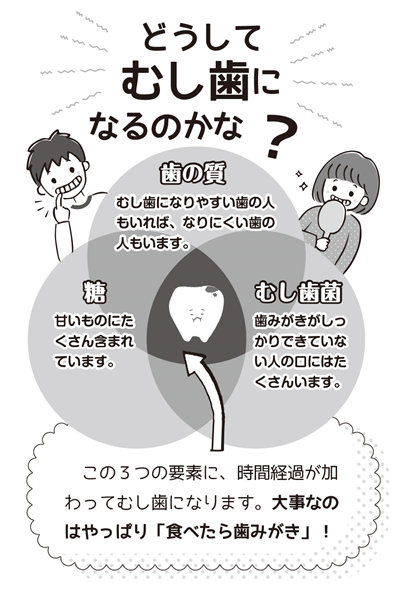 どうして
むし歯に
なるのかな？
歯の質
むし歯になりやすい歯の人
もいれば、なりにくい歯の
人もいます。
糖
甘いものにた
くさん含まれ
ています。
むし歯菌
歯みがきがしっ
かりできていな
い人の口にはた
くさんいます。
この３つの要素に、時間経過が加
わってむし歯になります。大事なの
はやっぱり「食べたら歯みがき」！